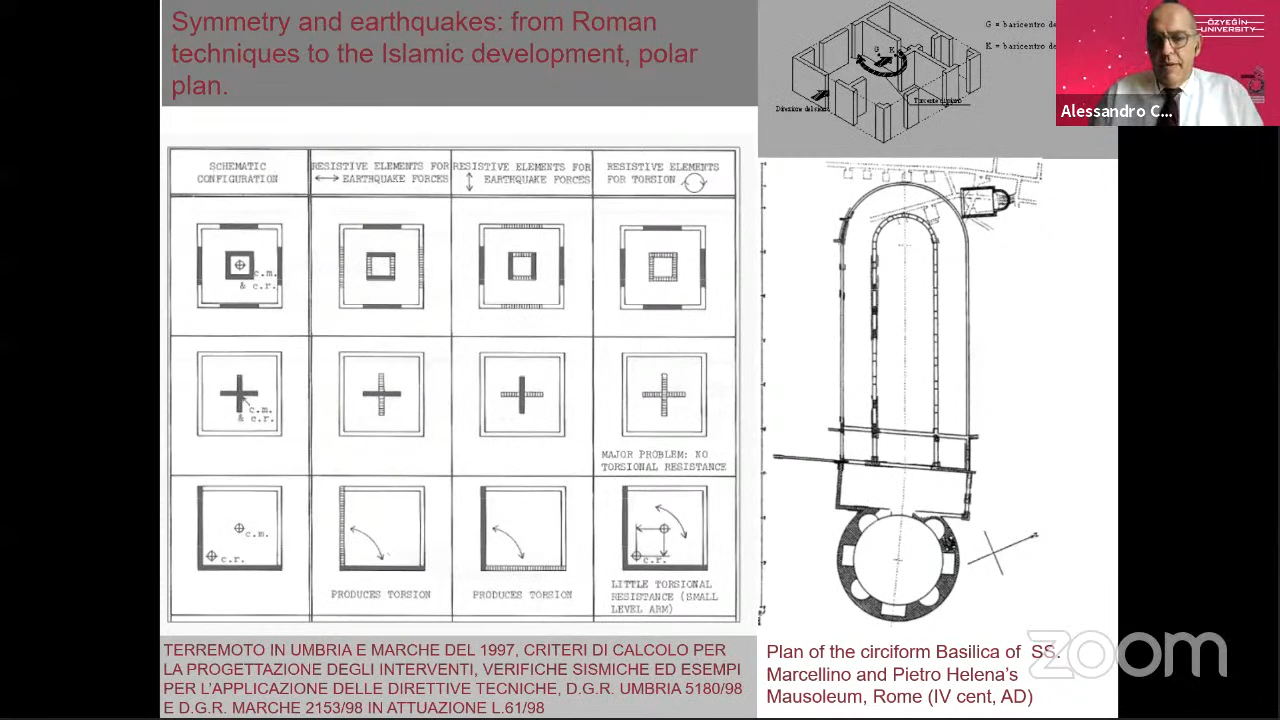 Symmetry and earthquakes: from Roman
techniques to the Islamic development, polar
plan.
G = baricentro de
K = baricentro de
G K
ÖZYEĞİN
UNIVERSITY
Alessandro C...
SCHEMATIC
CONFIGURATION
RESISTIVE ELEMENTS FOR
EARTHQUAKE FORCES
RESISTIVE ELEMENTS FOR
EARTHQUAKE FORCES
RESISTIVE ELEMENTS
FOR TORSION
c.m.
& c.r.
c.m.
& c.r.
MAJOR PROBLEM: NO
TORSIONAL RESISTANCE
c.m.
c.r.
PRODUCES TORSION
PRODUCES TORSION
c.r.
LITTLE TORSIONAL
RESISTANCE (SMALL
LEVEL ARM)
TERREMOTO IN UMBRIA E MARCHE DEL 1997, CRITERI DI CALCOLO PER
LA PROGETTAZIONE DEGLI INTERVENTI, VERIFICHE SISMICHE ED ESEMPI
PER L'APPLICAZIONE DELLE DIRETTIVE TECNICHE, D.G.R. UMBRIA 5180/98
E D.G.R. MARCHE 2153/98 IN ATTUAZIONE L.61/98
Plan of the circiform Basilica of SS.
Marcellino and Pietro Helena's
Mausoleum, Rome (IV cent, AD)
zoom